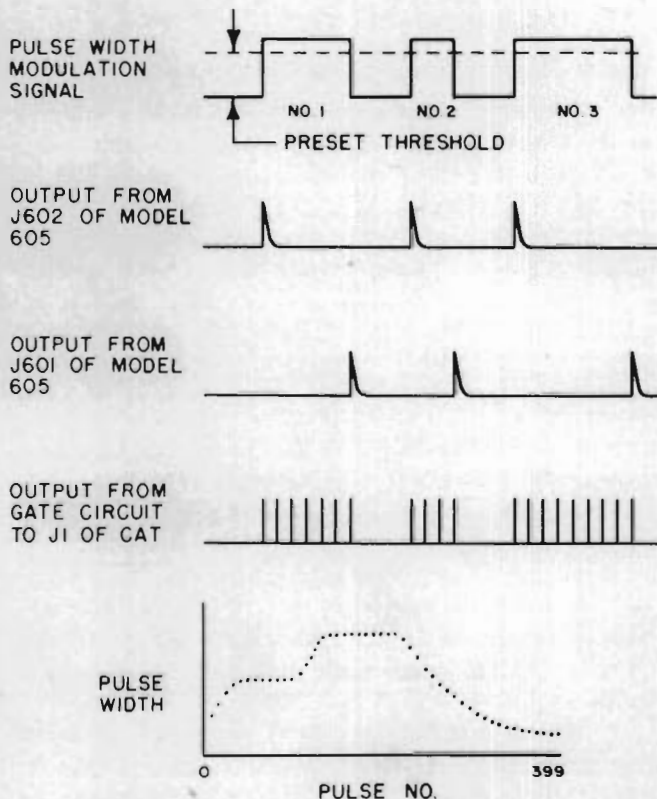 PULSE WIDTH
MODULATION
SIGNAL
NO. 1
NO. 2
NO. 3
PRESET THRESHOLD
OUTPUT FROM
J602 OF MODEL
605
OUTPUT FROM
J601 OF MODEL
605
OUTPUT FROM
GATE CIRCUIT
TO J1 OF CAT
PULSE
WIDTH
0
399
PULSE NO.